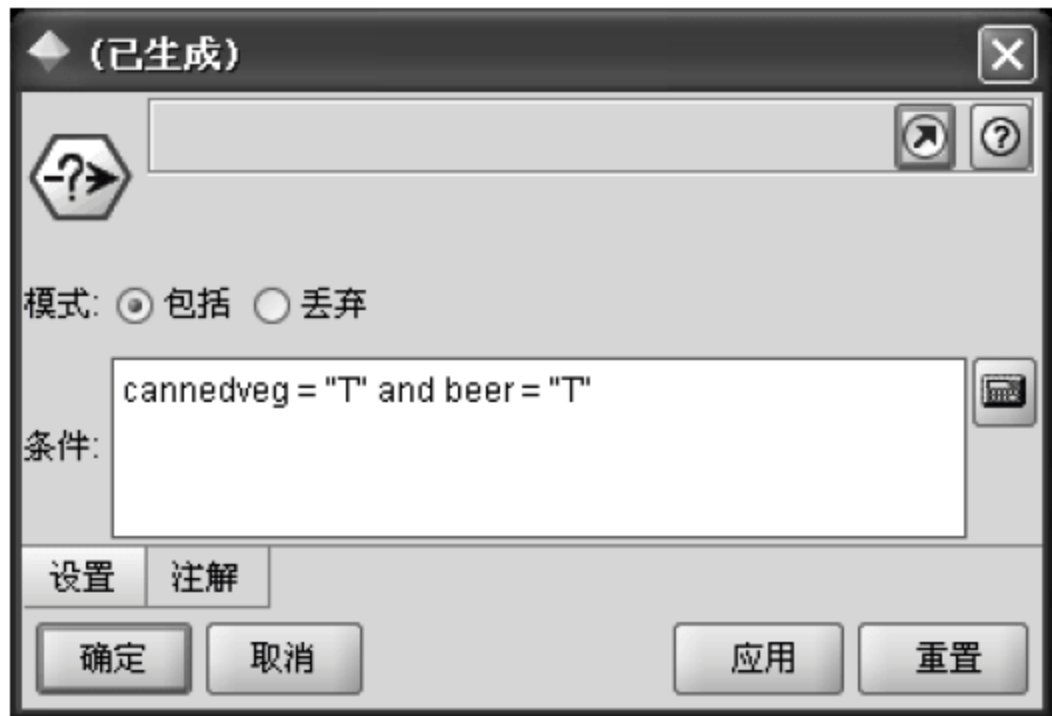 (已生成)
模式: 包括 丢弃
条件:
cannedveg = "T" and beer = "T"
设置 注解
确定 取消 应用 重置